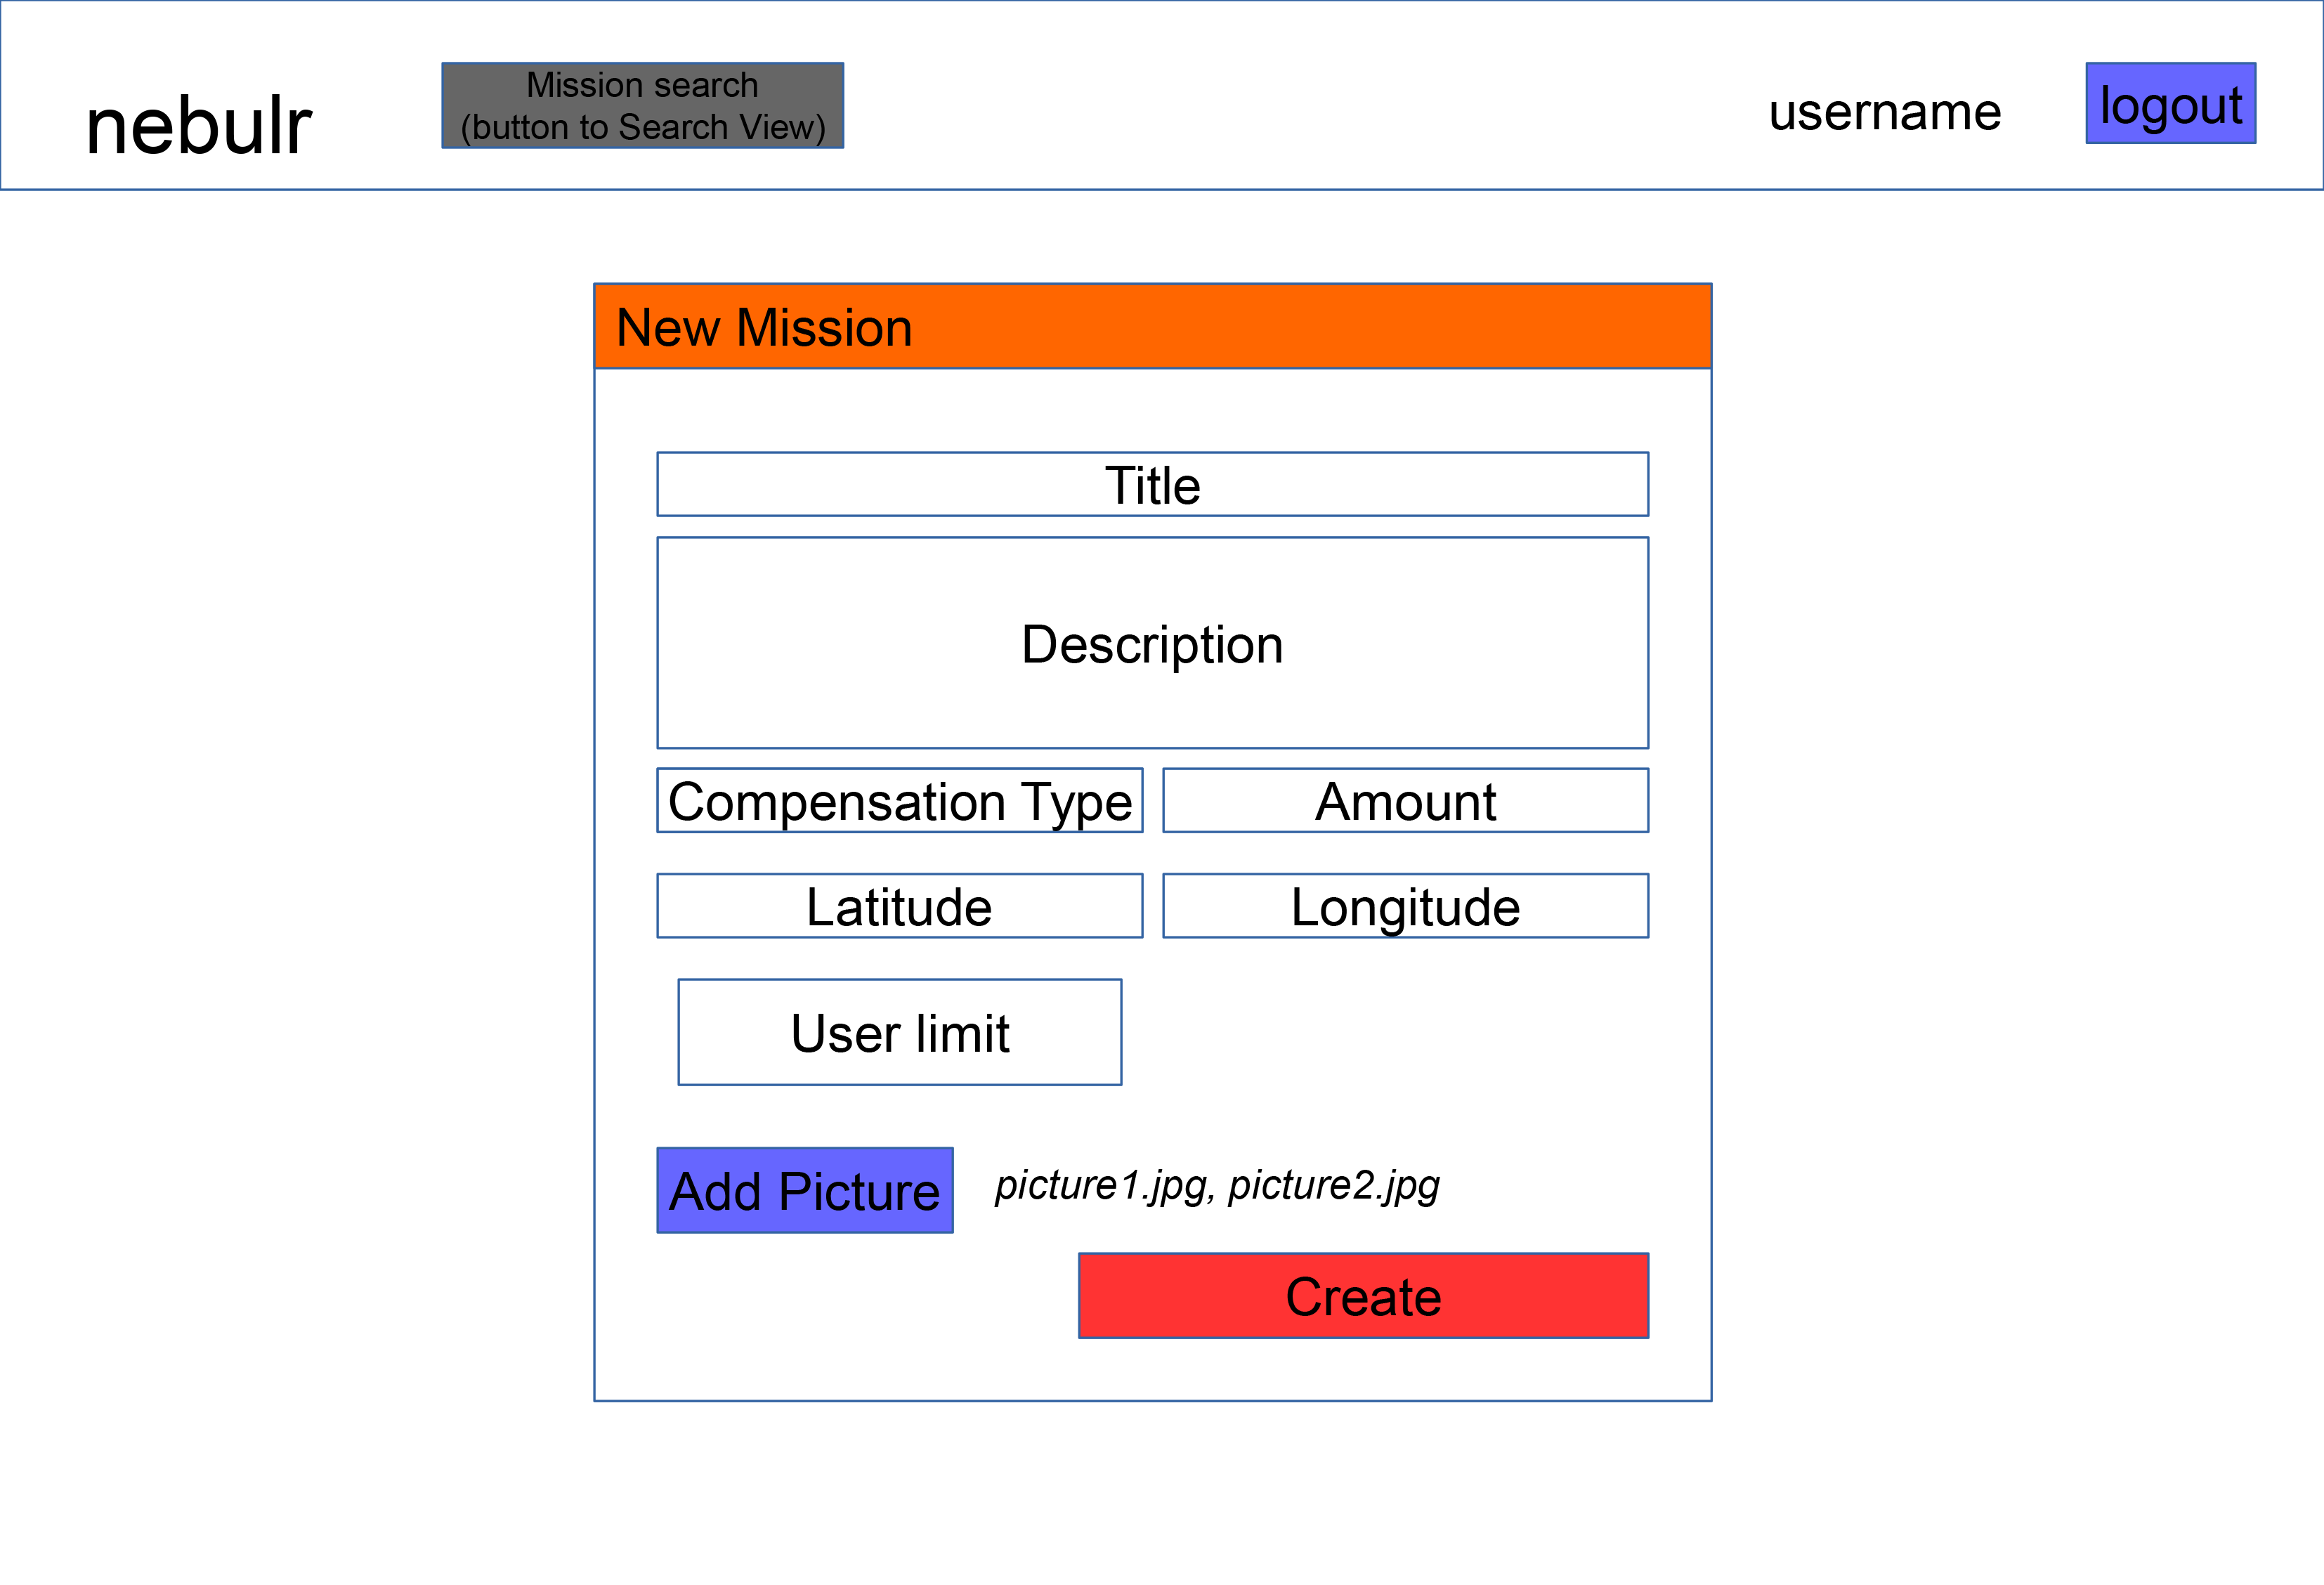 nebulr
Mission search
(button to Search View)
username
logout
New Mission
Title
Description
Compensation Type
Amount
Latitude
Longitude
User limit
Add Picture
picture1.jpg, picture2.jpg
Create